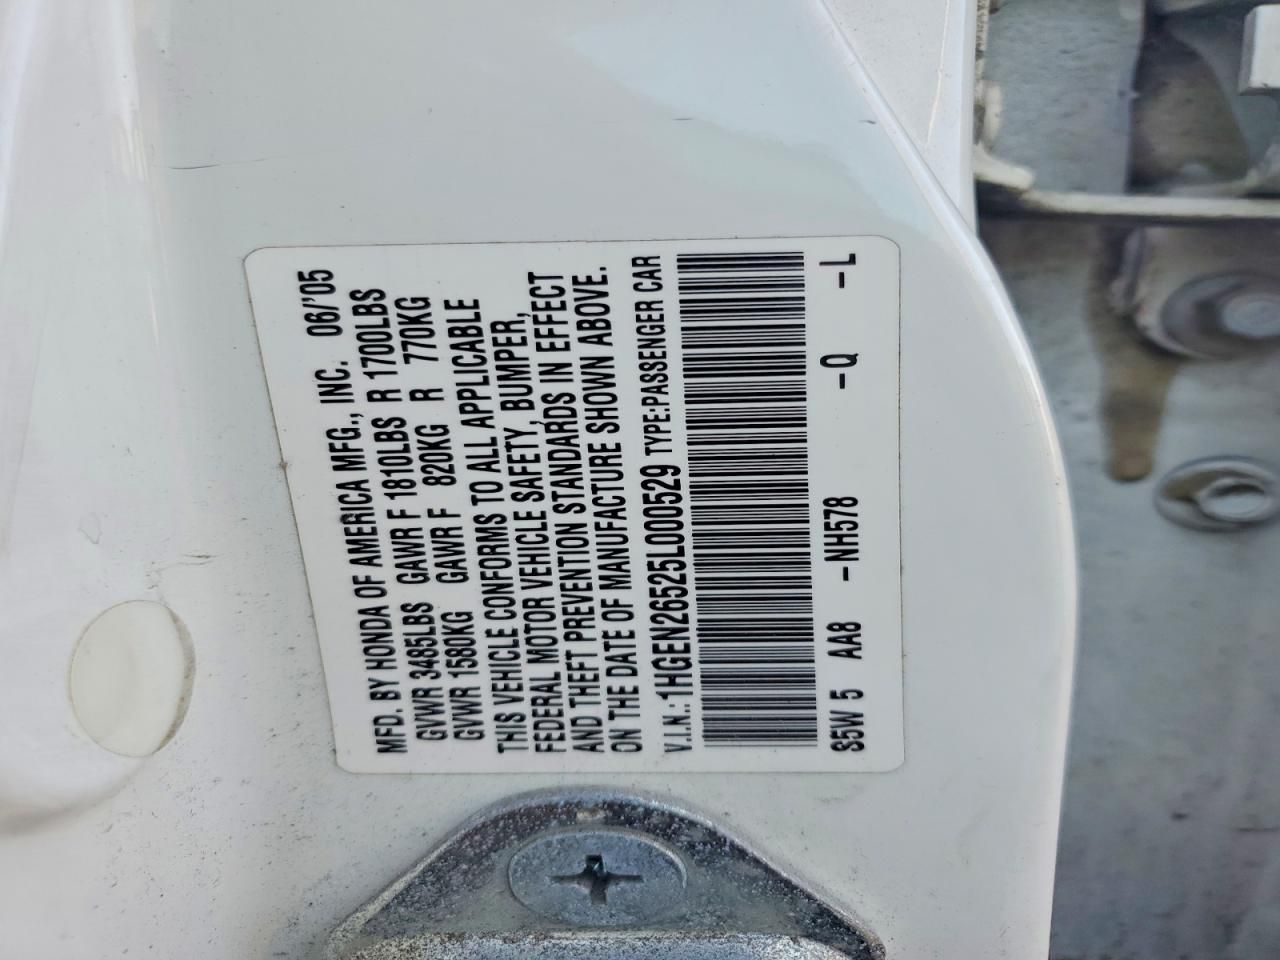 MFD. BY HONDA OF AMERICA MFG., INC. 06/'05
GVWR 3485LBS GAWR F 1810LBS R 1700LBS
GVWR 1580KG GAWR F 820KG R 770KG
THIS VEHICLE CONFORMS TO ALL APPLICABLE
FEDERAL MOTOR VEHICLE SAFETY, BUMPER,
AND THEFT PREVENTION STANDARDS IN EFFECT
ON THE DATE OF MANUFACTURE SHOWN ABOVE.
V.I.N.: 1HGEN26525L000529 TYPE:PASSENGER CAR
S5W 5 AA8 -NH578 -Q -L